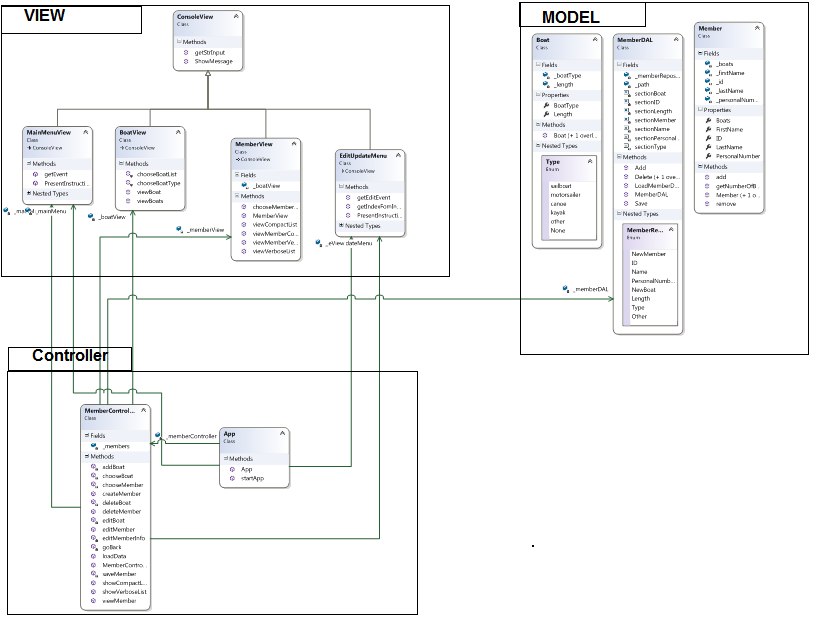 VIEW
ConsoleView
Class
Methods
getStrInput
ShowMessage
MainMenuView
Class
ConsoleView
Methods
getEvent
PresentInstructi...
Nested Types
BoatView
Class
ConsoleView
Methods
chooseBoatList
chooseBoatType
viewBoat
viewBoats
MemberView
Class
ConsoleView
Fields
_boatView
Methods
chooseMember...
MemberView
viewCompactList
viewMemberCo...
viewMemberVe...
viewVerboseList
EditUpdateMenu
Class
ConsoleView
Methods
getEditEvent
getIndexFomIn...
PresentInstructi...
Nested Types
_mainMenu
_boatView
_memberView
MODEL
Boat
Class
Fields
_boatType
_length
Properties
BoatType
Length
Methods
Boat (+ 1 overl...
Nested Types
Type
Enum
sailboat
motorsailer
canoe
kayak
other
None
MemberDAL
Class
Fields
_memberRepos...
_path
sectionBoat
sectionID
sectionLength
sectionMember
sectionName
sectionPersonal...
sectionType
Methods
Add
Delete (+ 1 ove...
LoadMemberD...
MemberDAL
Save
Nested Types
MemberRe...
Enum
NewMember
ID
Name
PersonalNumb...
NewBoat
Length
Type
Other
Member
Class
Fields
_boats
_firstName
_id
_lastName
_personalNum...
Properties
Boats
FirstName
ID
LastName
PersonalNumber
Methods
add
getNumberOfB...
Member (+ 1 o...
remove
_memberDAL
Controller
MemberControl...
Class
Fields
_members
Methods
addBoat
chooseBoat
chooseMember
createMember
deleteBoat
deleteMember
editBoat
editMember
editMemberInfo
goBack
loadData
MemberContro...
saveMember
showCompactL...
showVerboseList
viewMember
_memberController
App
Class
Methods
App
startApp